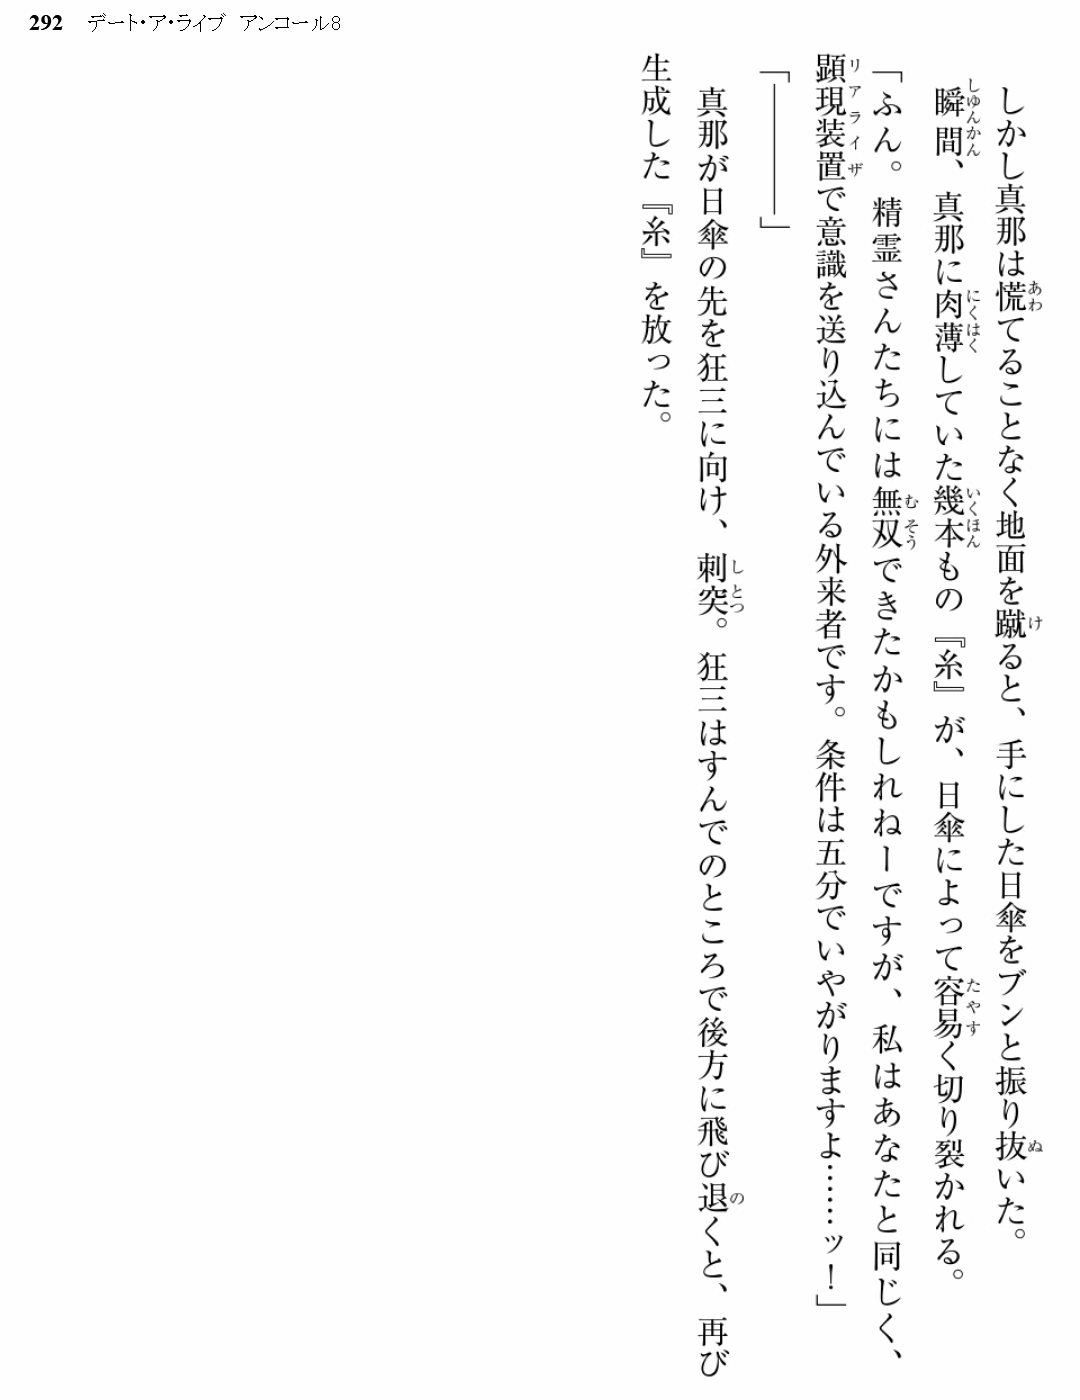 292 デート・ア・ライブ アンコール8
しかし真那は慌てることなく地面を蹴ると、手にした日傘をブンと振り抜いた。
瞬間、真那に肉薄していた幾本もの『糸』が、日傘によって容易く切り裂かれる。
「ふん。精霊さんたちには無双できたかもしれねーですが、私はあなたと同じく、
顕現装置で意識を送り込んでいる外来者です。条件は五分でいやがりますよ……ッ!」
「――――」
真那が日傘の先を狂三に向け、刺突。狂三はすんでのところで後方に飛び退くと、再び
生成した『糸』を放った。